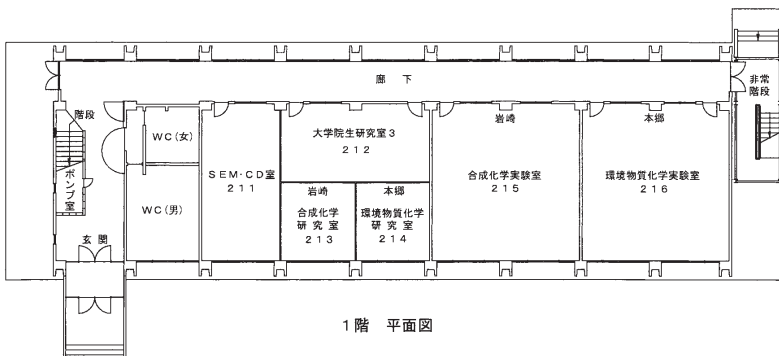 廊下
非常
階段
階段
ポンプ室
玄関
WC(女)
WC(男)
SEM・CD室
211
大学院生研究室3
212
岩崎
合成化学
研究室
213
本郷
環境物質化学
研究室
214
岩崎
合成化学実験室
215
本郷
環境物質化学実験室
216
1階 平面図